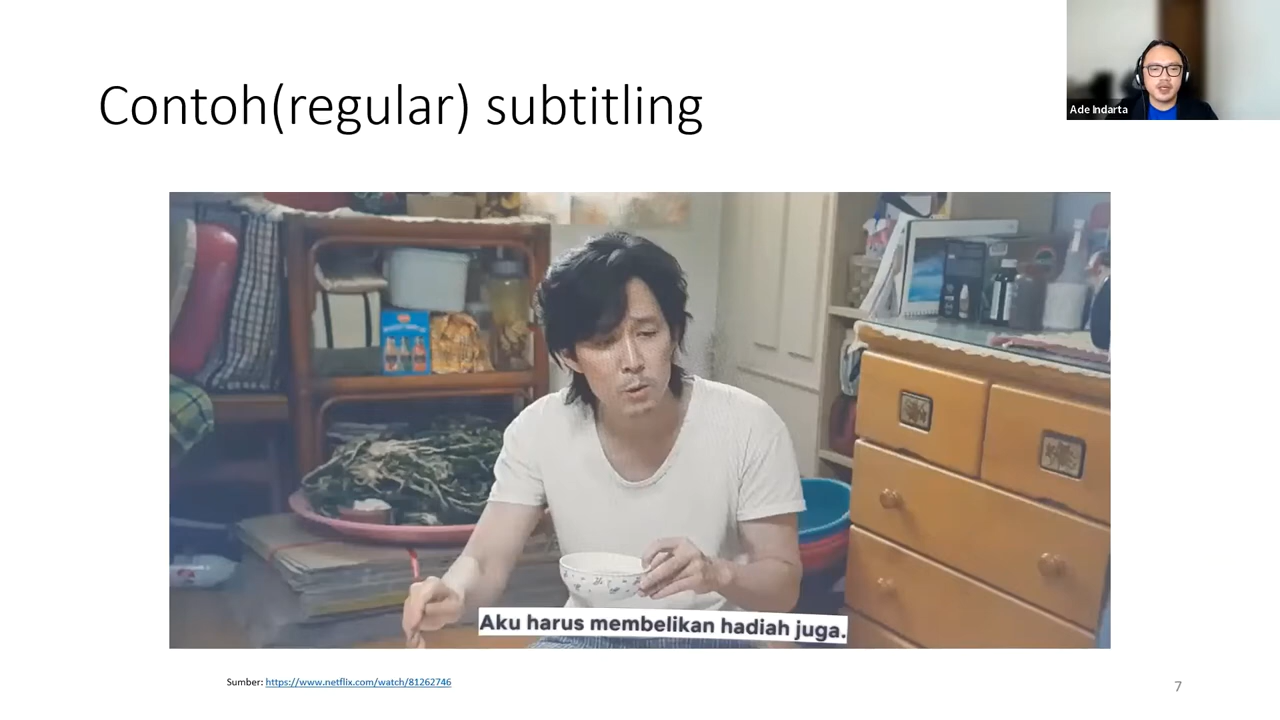 Contoh(regular) subtitling
Ade Indarta
Aku harus membelikan hadiah juga.
Sumber: https://www.netflix.com/watch/81262746
7